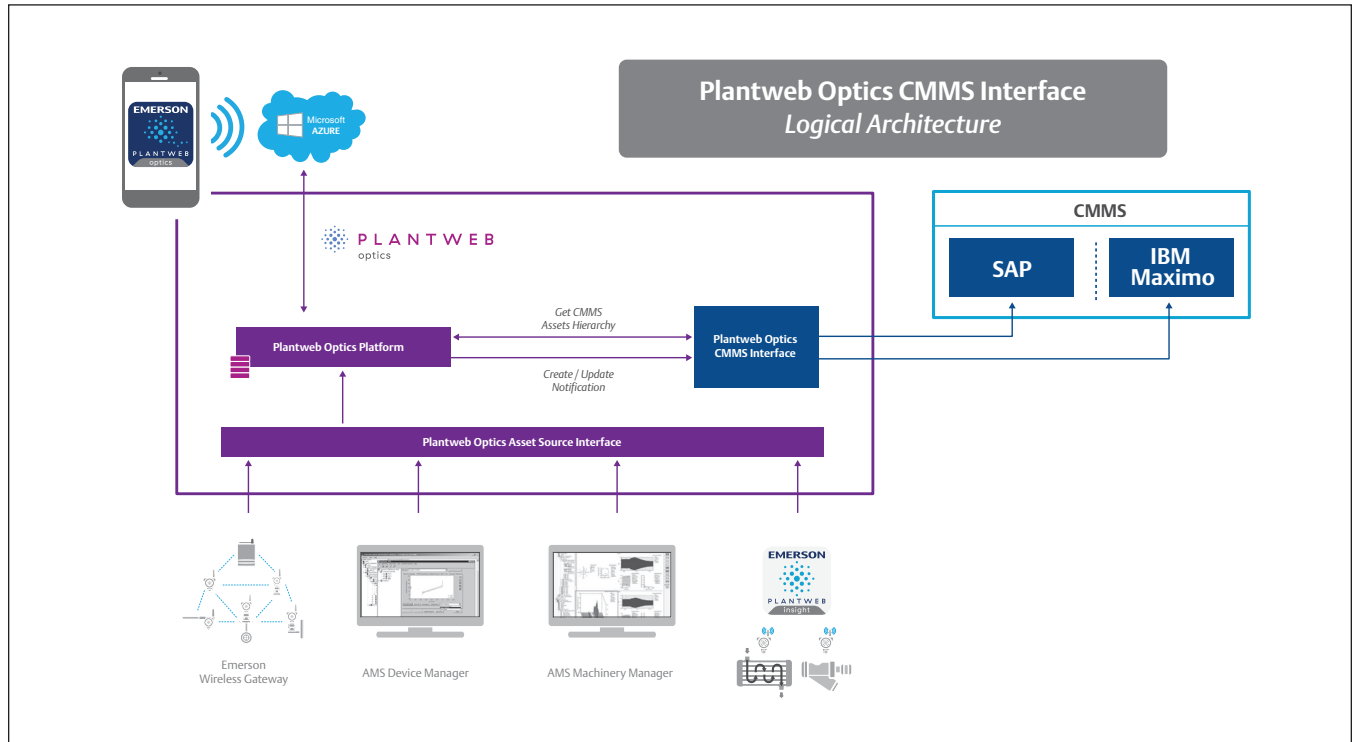 EMERSON
PLANTWEB
optics
Microsoft
AZURE
Plantweb Optics CMMS Interface
Logical Architecture
PLANTWEB
optics
CMMS
SAP
IBM
Maximo
Get CMMS
Assets Hierarchy
Plantweb Optics Platform
Plantweb Optics
CMMS Interface
Create / Update
Notification
Plantweb Optics Asset Source Interface
EMERSON
PLANTWEB
insight
Emerson
Wireless Gateway
AMS Device Manager
AMS Machinery Manager